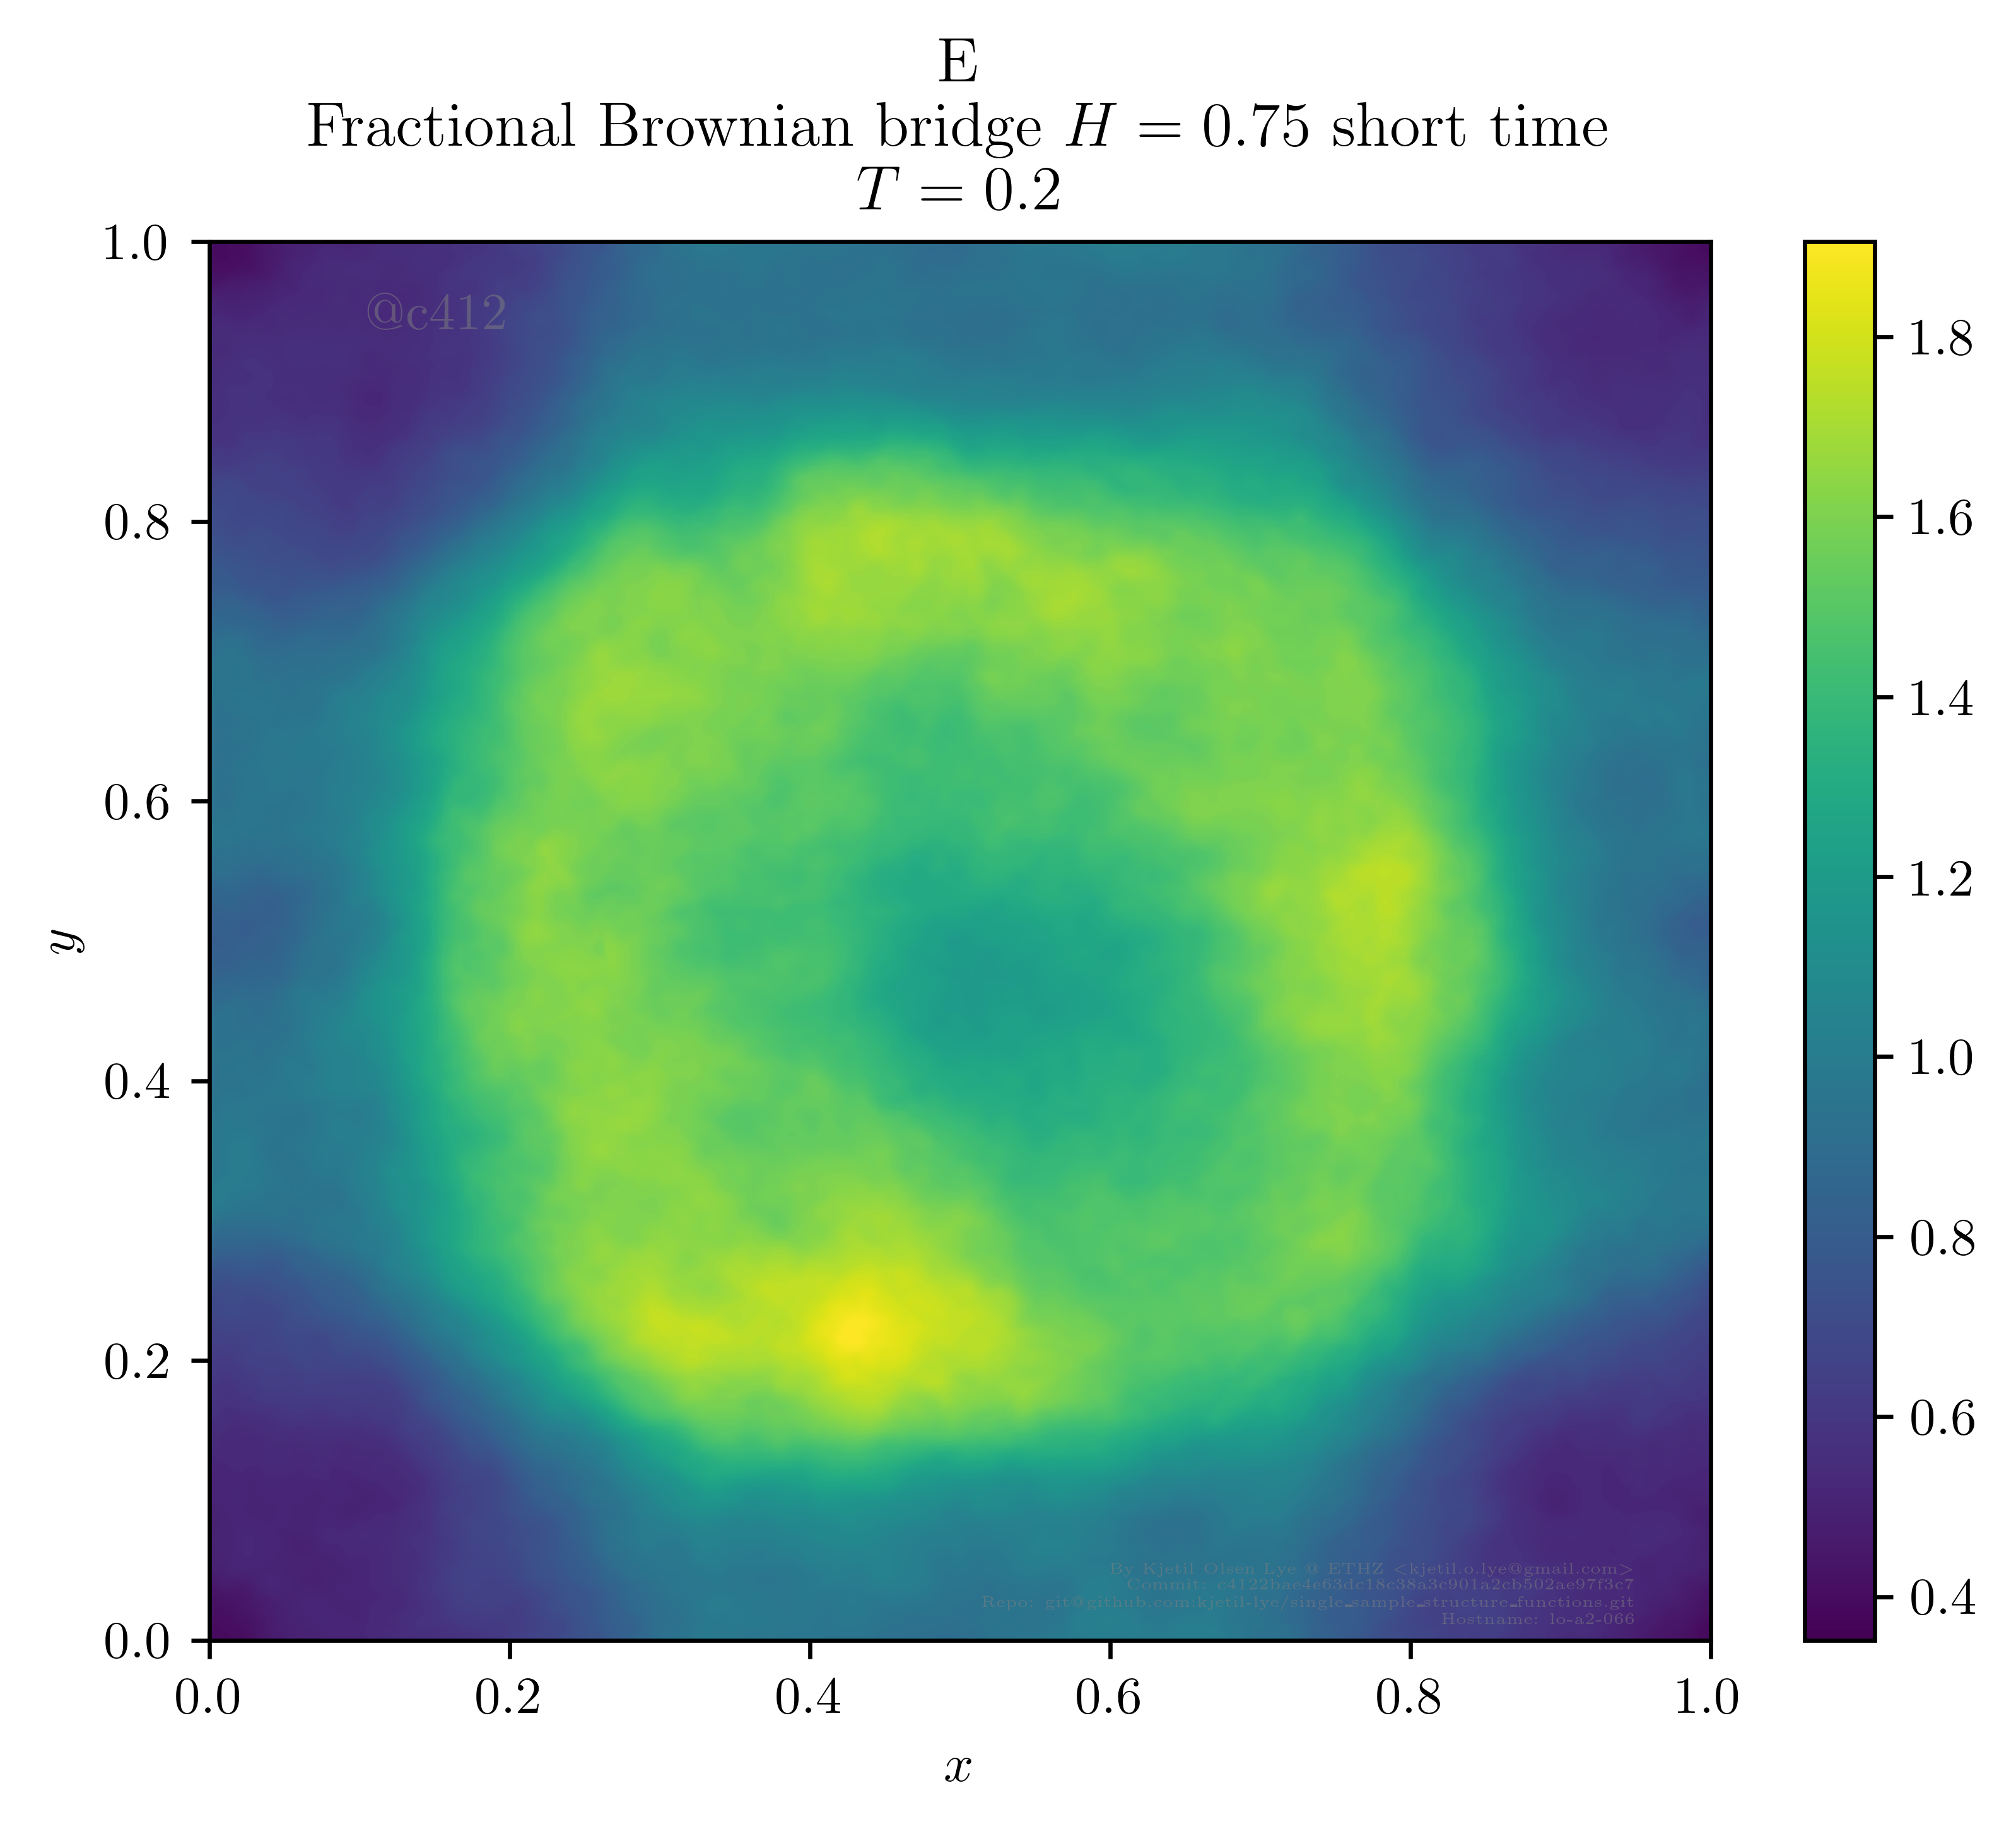 E
Fractional Brownian bridge H = 0.75 short time
T = 0.2
1.0
0.8
0.6
0.4
0.2
0.0
y
0.0 0.2 0.4 0.6 0.8 1.0
x
1.8
1.6
1.4
1.2
1.0
0.8
0.6
0.4
@c412
By Kjetil Olsen Lye @ ETHZ <kjetil.o.lye@gmail.com>
Commit: c4122bae4e63dc18c38a3c901a2cb502ae97f3c7
Repo: git@github.com:kjetil-lye/single_sample_structure_functions.git
Hostname: lo-a2-066